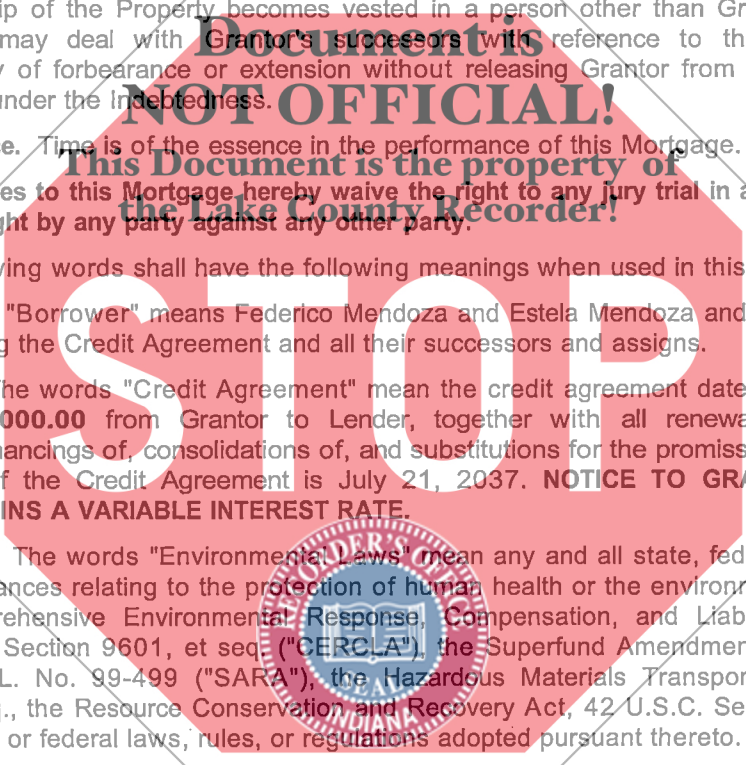 ip of the Property becomes vested in a person other than Gr
may deal with Grantor's successors with reference to th
y of forbearance or extension without releasing Grantor from
under the Indebtedness.
Document is
NOT OFFICIAL!
This Document is the property of
the Lake County Recorder!
e. Time is of the essence in the performance of this Mortgage.
es to this Mortgage hereby waive the right to any jury trial in a
ght by any party against any other party.
ving words shall have the following meanings when used in this
"Borrower" means Federico Mendoza and Estela Mendoza and
g the Credit Agreement and all their successors and assigns.
STOP
he words "Credit Agreement" mean the credit agreement date
000.00 from Grantor to Lender, together with all renewa
nancings of, consolidations of, and substitutions for the promiss
f the Credit Agreement is July 21, 2037. NOTICE TO GRA
INS A VARIABLE INTEREST RATE.
The words "Environmental Laws" mean any and all state, fed
ances relating to the protection of human health or the environr
rehensive Environmental Response, Compensation, and Liab
Section 9601, et seq. ("CERCLA"), the Superfund Amendmer
L. No. 99-499 ("SARA"), the Hazardous Materials Transpor
., the Resource Conservation and Recovery Act, 42 U.S.C. Se
or federal laws, rules, or regulations adopted pursuant thereto.
RECORDER'S OFFICE
SEAL
INDIANA